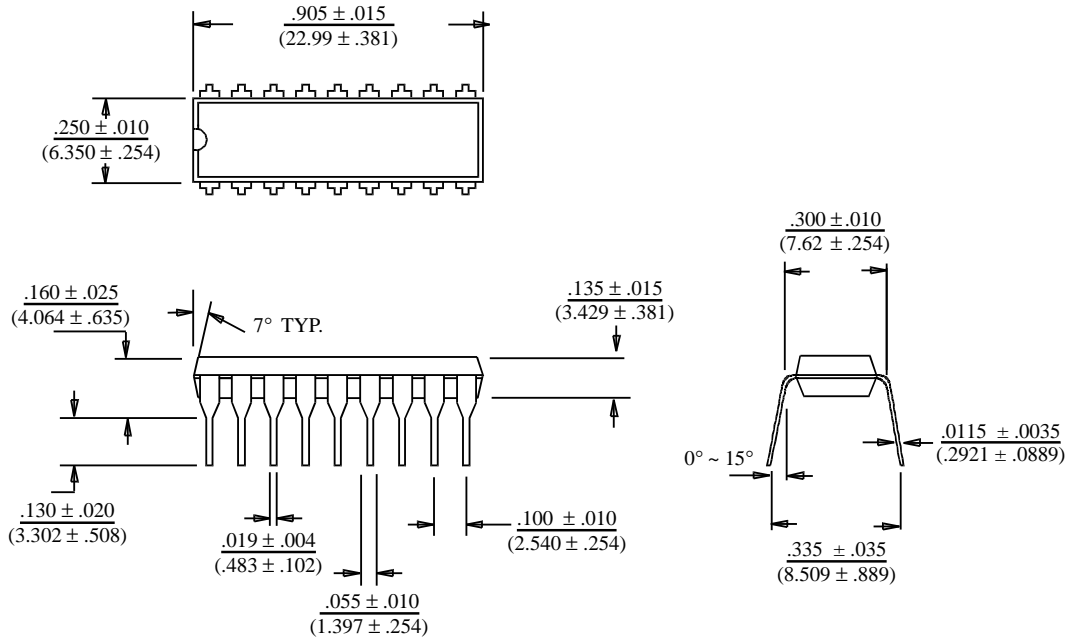 .905 ± .015
(22.99 ± .381)
.250 ± .010
(6.350 ± .254)
.300 ± .010
(7.62 ± .254)
.160 ± .025
(4.064 ± .635)
7° TYP.
.135 ± .015
(3.429 ± .381)
.0115 ± .0035
(.2921 ± .0889)
0° ~ 15°
.130 ± .020
(3.302 ± .508)
.019 ± .004
(.483 ± .102)
.100 ± .010
(2.540 ± .254)
.335 ± .035
(8.509 ± .889)
.055 ± .010
(1.397 ± .254)